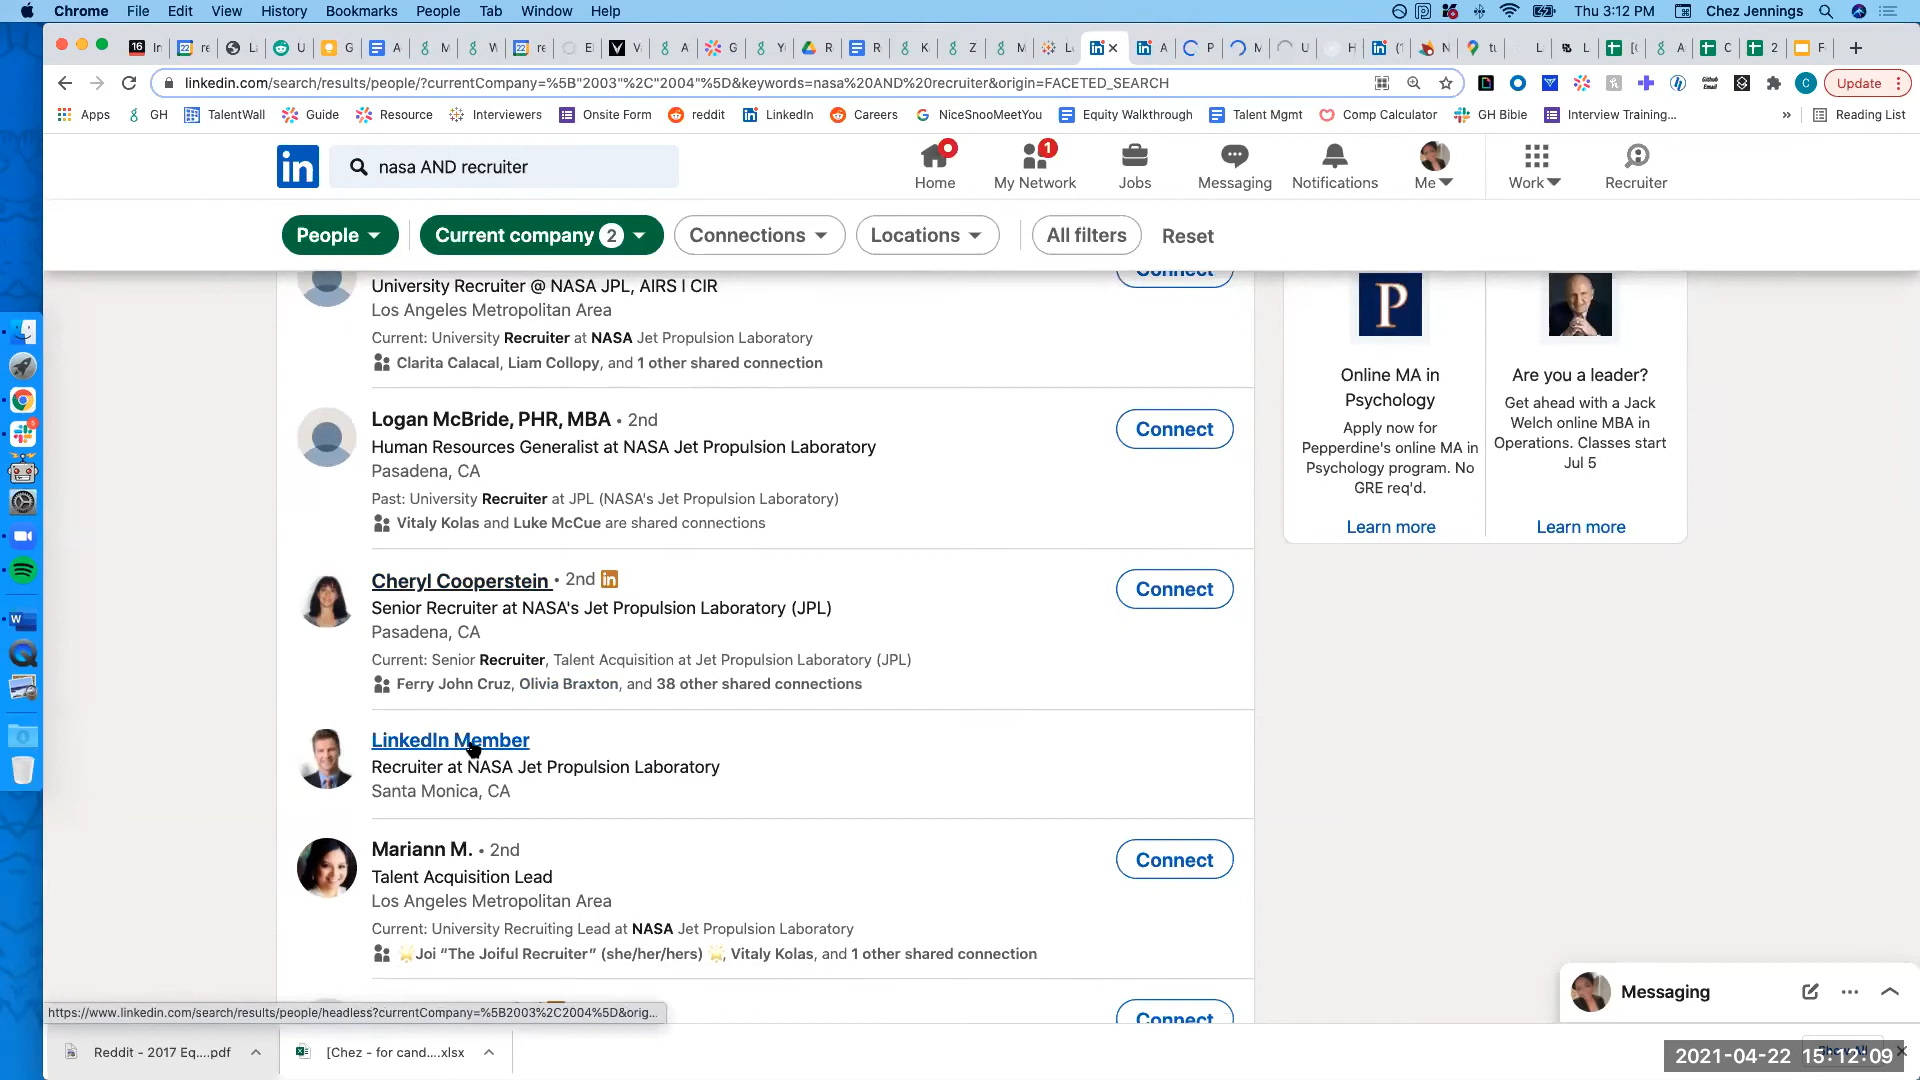 Chrome File Edit View History Bookmarks People Tab Window Help
Thu 3:12 PM Chez Jennings
linkedin.com/search/results/people/?currentCompany=%5B"2003"%2C"2004"%5D&keywords=nasa%20AND%20recruiter&origin=FACETED_SEARCH
Update
Apps GH TalentWall Guide Resource Interviewers Onsite Form reddit LinkedIn Careers NiceSnooMeetYou Equity Walkthrough Talent Mgmt Comp Calculator GH Bible Interview Training... » Reading List
in nasa AND recruiter
Home My Network 1 Jobs Messaging Notifications Me Work Recruiter
People Current company 2 Connections Locations All filters Reset
Connect
University Recruiter @ NASA JPL, AIRS I CIR
Los Angeles Metropolitan Area
Current: University Recruiter at NASA Jet Propulsion Laboratory
Clarita Calacal, Liam Collopy, and 1 other shared connection
Logan McBride, PHR, MBA • 2nd
Connect
Human Resources Generalist at NASA Jet Propulsion Laboratory
Pasadena, CA
Past: University Recruiter at JPL (NASA's Jet Propulsion Laboratory)
Vitaly Kolas and Luke McCue are shared connections
Cheryl Cooperstein • 2nd in
Connect
Senior Recruiter at NASA's Jet Propulsion Laboratory (JPL)
Pasadena, CA
Current: Senior Recruiter, Talent Acquisition at Jet Propulsion Laboratory (JPL)
Ferry John Cruz, Olivia Braxton, and 38 other shared connections
LinkedIn Member
Recruiter at NASA Jet Propulsion Laboratory
Santa Monica, CA
Mariann M. • 2nd
Connect
Talent Acquisition Lead
Los Angeles Metropolitan Area
Current: University Recruiting Lead at NASA Jet Propulsion Laboratory
Joi “The Joiful Recruiter” (she/her/hers) , Vitaly Kolas, and 1 other shared connection
Connect
P
Online MA in
Psychology
Apply now for
Pepperdine's online MA in
Psychology program. No
GRE req'd.
Learn more
Are you a leader?
Get ahead with a Jack
Welch online MBA in
Operations. Classes start
Jul 5
Learn more
Messaging
https://www.linkedin.com/search/results/people/headless?currentCompany=%5B2003%2C2004%5D&orig...
Reddit - 2017 Eq....pdf
[Chez - for cand....xlsx
2021-04-22 15:12:09